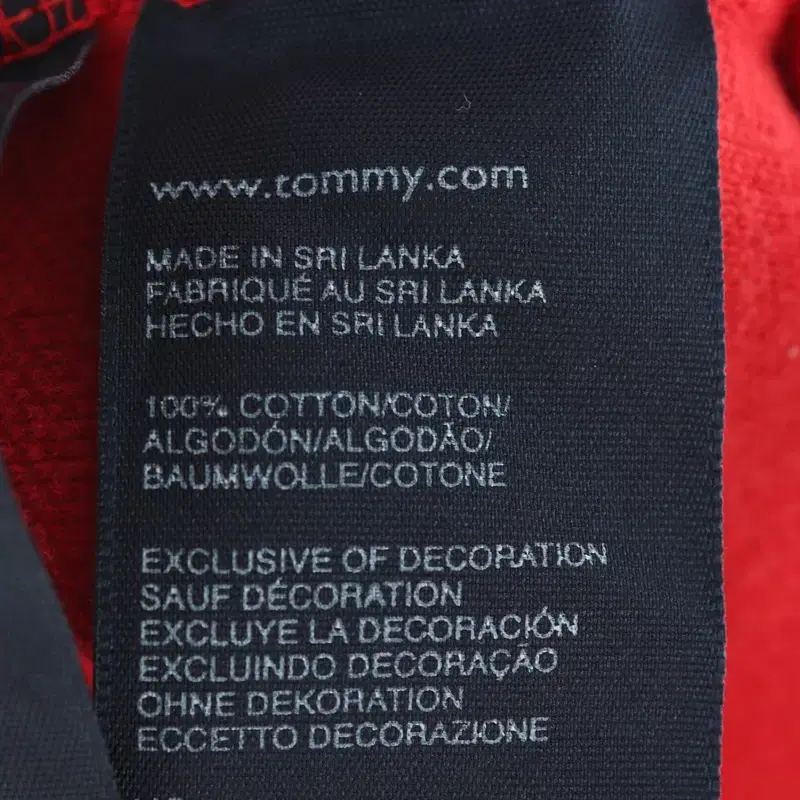 www.tommy.com
MADE IN SRI LANKA
FABRIQUÉ AU SRI LANKA
HECHO EN SRI LANKA
100% COTTON/COTON/
ALGODÓN/ALGODÃO/
BAUMWOLLE/COTONE
EXCLUSIVE OF DECORATION
SAUF DÉCORATION
EXCLUYE LA DECORACIÓN
EXCLUINDO DECORAÇÃO
OHNE DEKORATION
ECCETTO DECORAZIONE